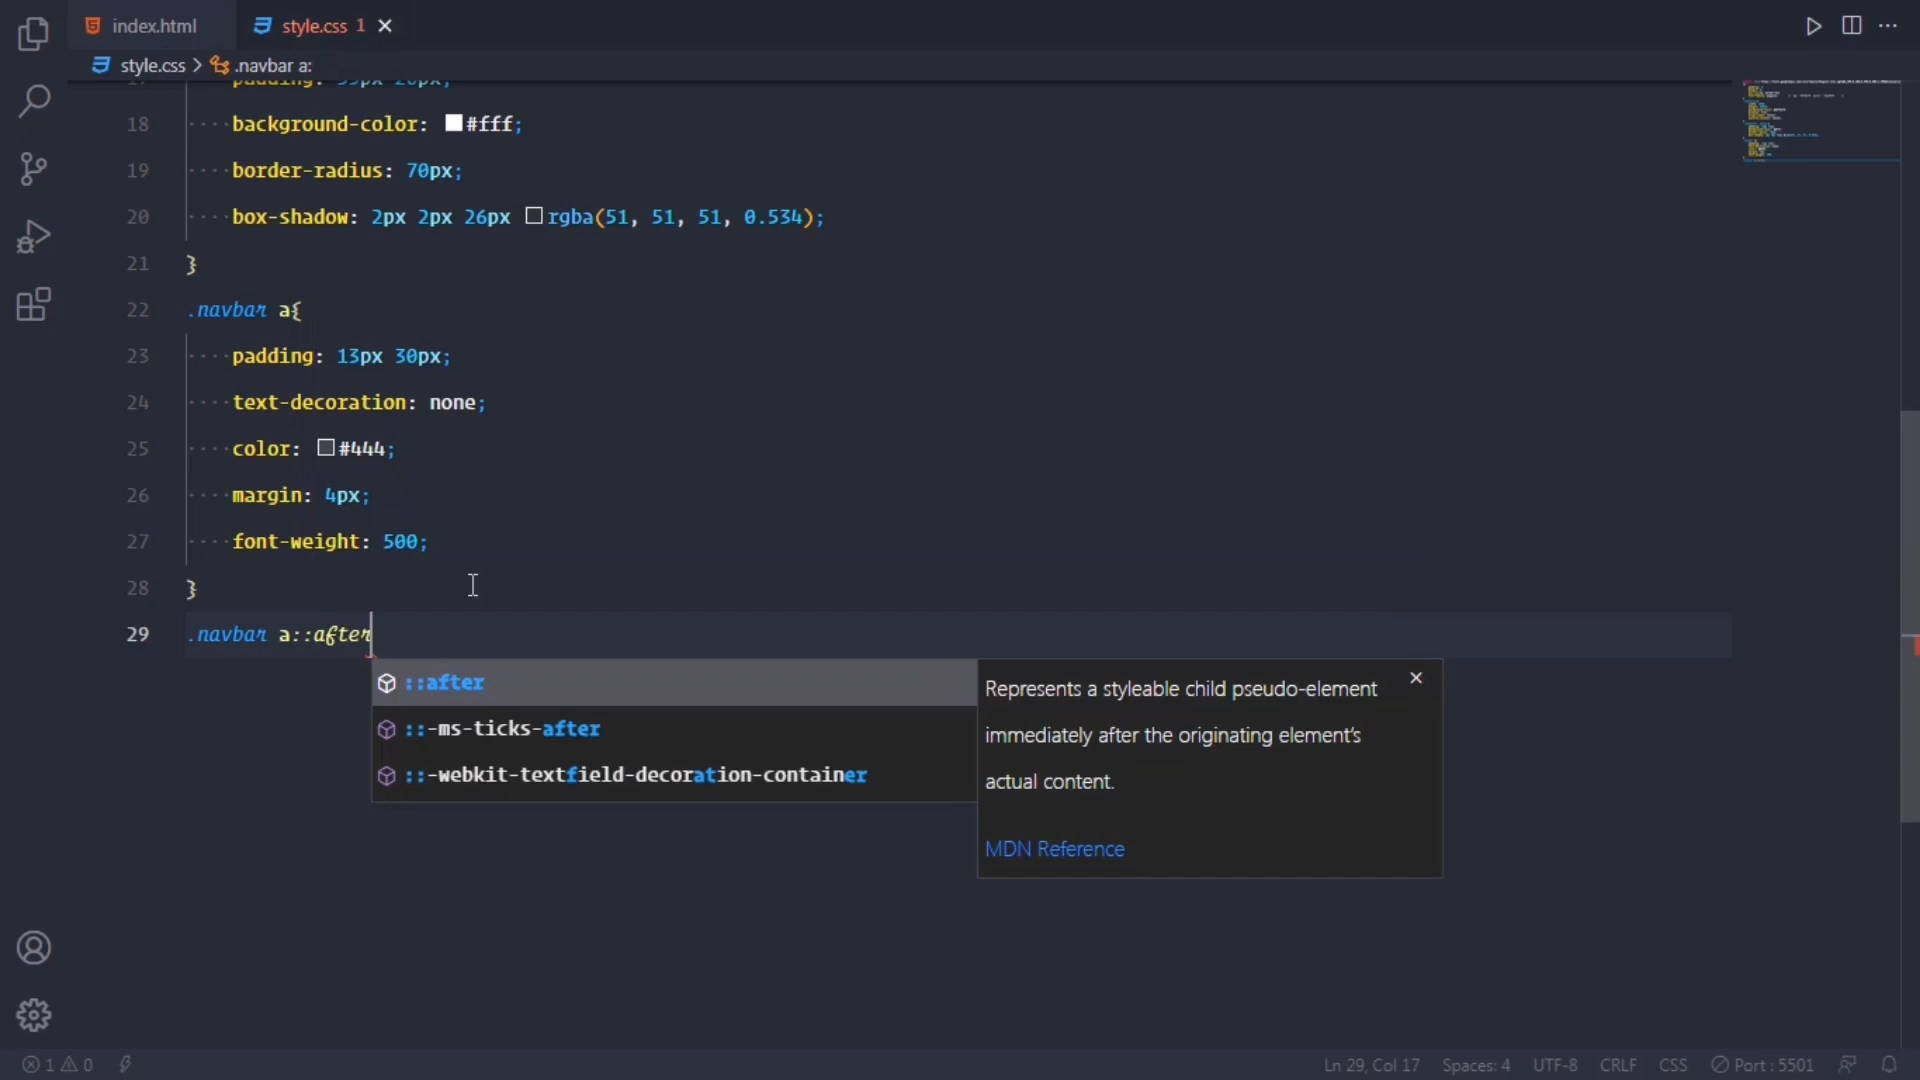 index.html
style.css 1
style.css > .navbar a:
18 background-color: #fff;
19 border-radius: 70px;
20 box-shadow: 2px 2px 26px rgba(51, 51, 51, 0.534);
21 }
22 .navbar a{
23 padding: 13px 30px;
24 text-decoration: none;
25 color: #444;
26 margin: 4px;
27 font-weight: 500;
28 }
29 .navbar a::after
::after
::-ms-ticks-after
::-webkit-textfield-decoration-container
Represents a styleable child pseudo-element
immediately after the originating element's
actual content.
MDN Reference
1 0 Ln 29, Col 17 Spaces: 4 UTF-8 CRLF CSS Port : 5501